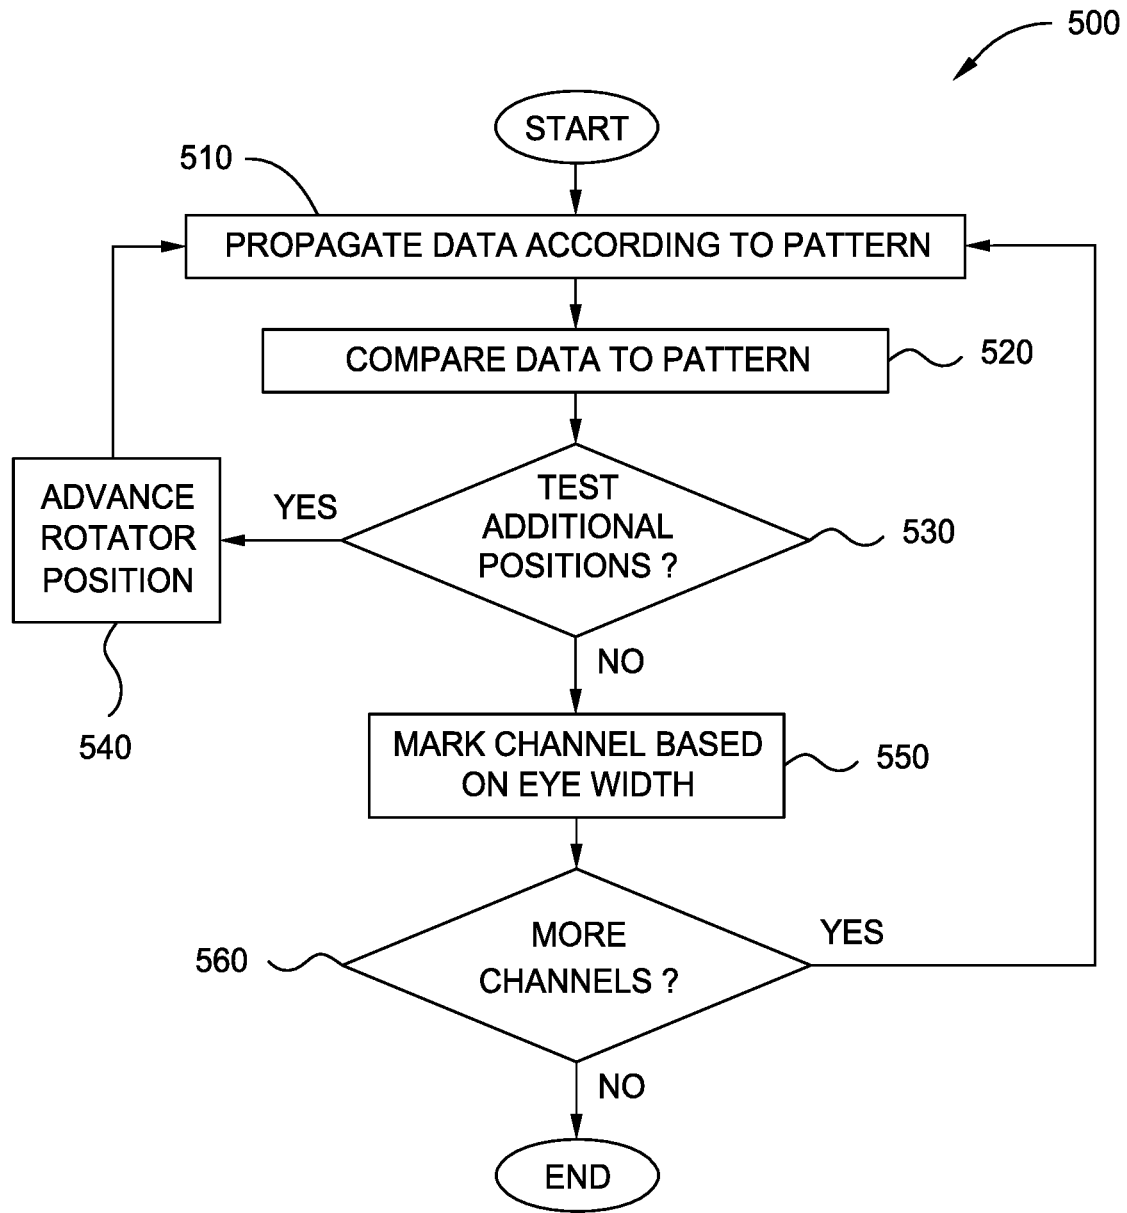 500
START
510
PROPAGATE DATA ACCORDING TO PATTERN
COMPARE DATA TO PATTERN
520
TEST
ADDITIONAL
POSITIONS ?
530
YES
ADVANCE
ROTATOR
POSITION
540
NO
MARK CHANNEL BASED
ON EYE WIDTH
550
MORE
CHANNELS ?
560
YES
NO
END